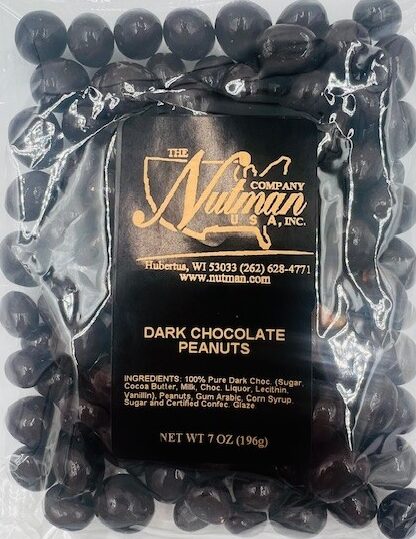 THE
Nutman
COMPANY
USA, INC.
Hubertus, WI 53033 (262) 628-4771
www.nutman.com
DARK CHOCOLATE
PEANUTS
INGREDIENTS: 100% Pure Dark Choc. (Sugar,
Cocoa Butter, Milk, Choc. Liquor, Lecithin,
Vanillin), Peanuts, Gum Arabic, Corn Syrup,
Sugar and Certified Confec. Glaze
NET WT 7 OZ (196g)